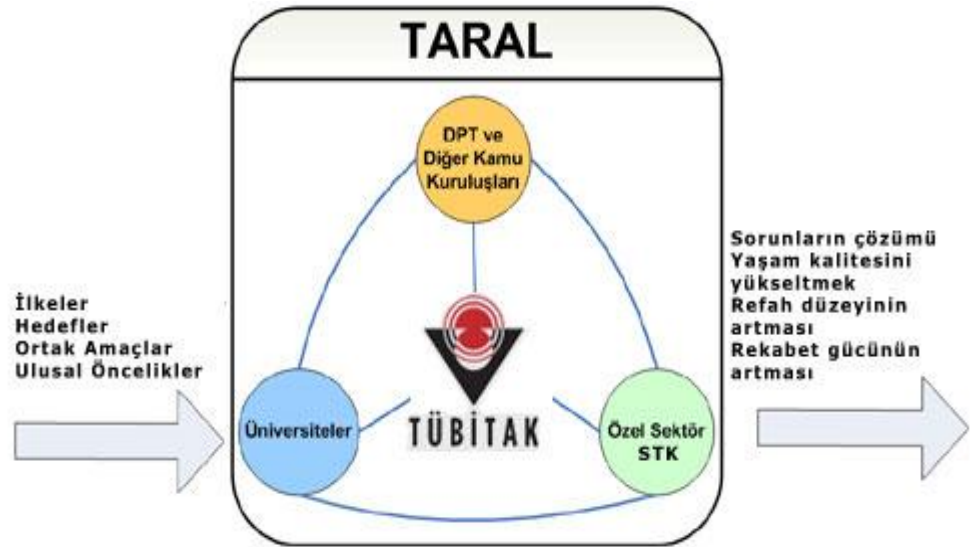 TARAL
DPT ve
Diğer Kamu
Kuruluşları
İlkeler
Hedefler
Ortak Amaçlar
Ulusal Öncelikler
Üniversiteler
TÜBİTAK
Özel Sektör
STK
Sorunların çözümü
Yaşam kalitesini
yükseltmek
Refah düzeyinin
artması
Rekabet gücünün
artması